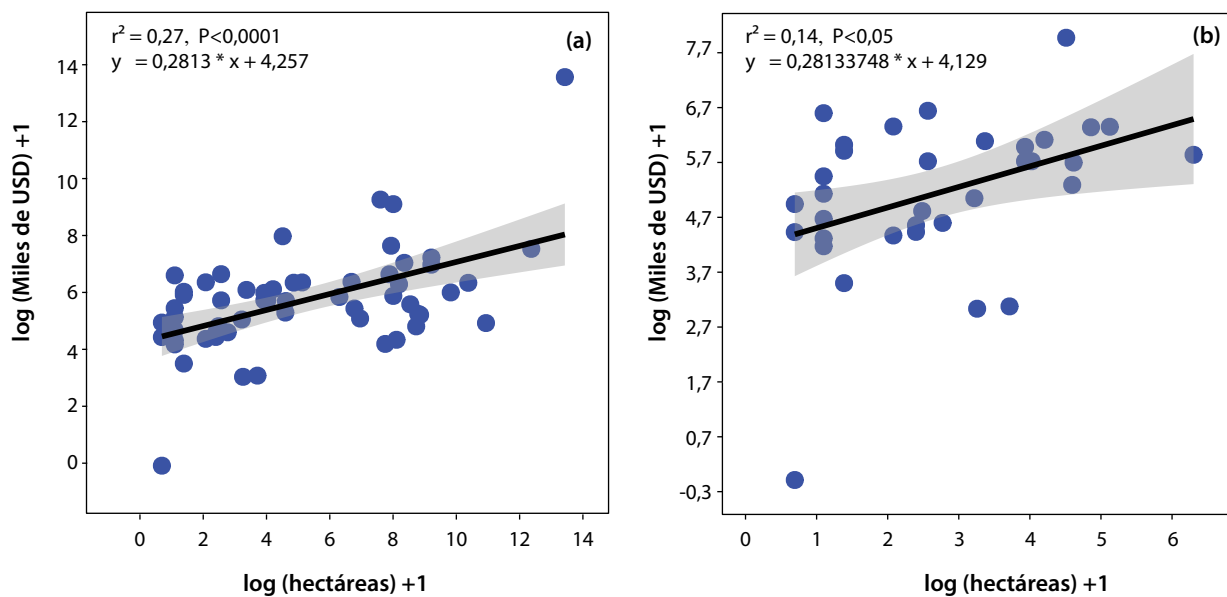 r² = 0,27, P<0,0001
y = 0,2813 * x + 4,257
(a)
log (Miles de USD) +1
14
12
10
8
6
4
2
0
0 2 4 6 8 10 12 14
log (hectáreas) +1
r² = 0,14, P<0,05
y = 0,28133748 * x + 4,129
(b)
log (Miles de USD) +1
7,7
6,7
5,7
4,7
3,7
2,7
1,7
0,7
-0,3
0 1 2 3 4 5 6
log (hectáreas) +1